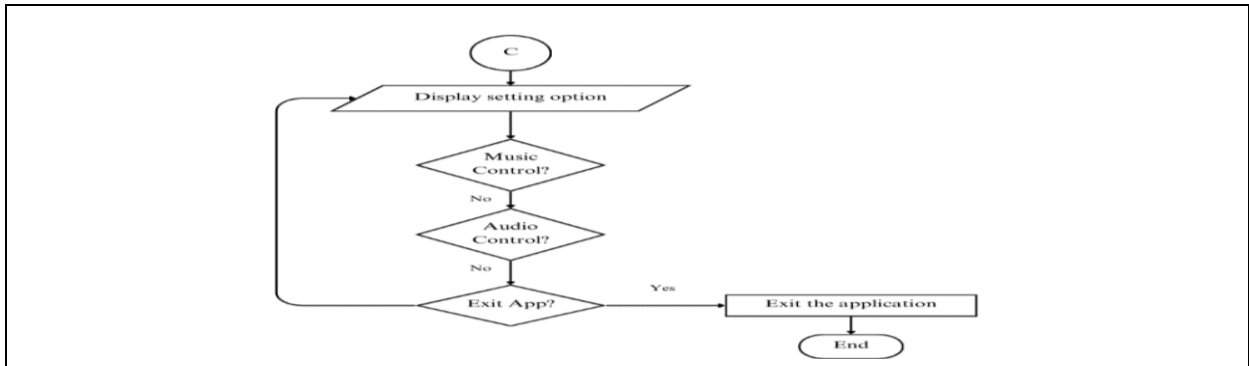 C
Display setting option
Music
Control?
No
Audio
Control?
No
Exit App?
Yes
Exit the application
End